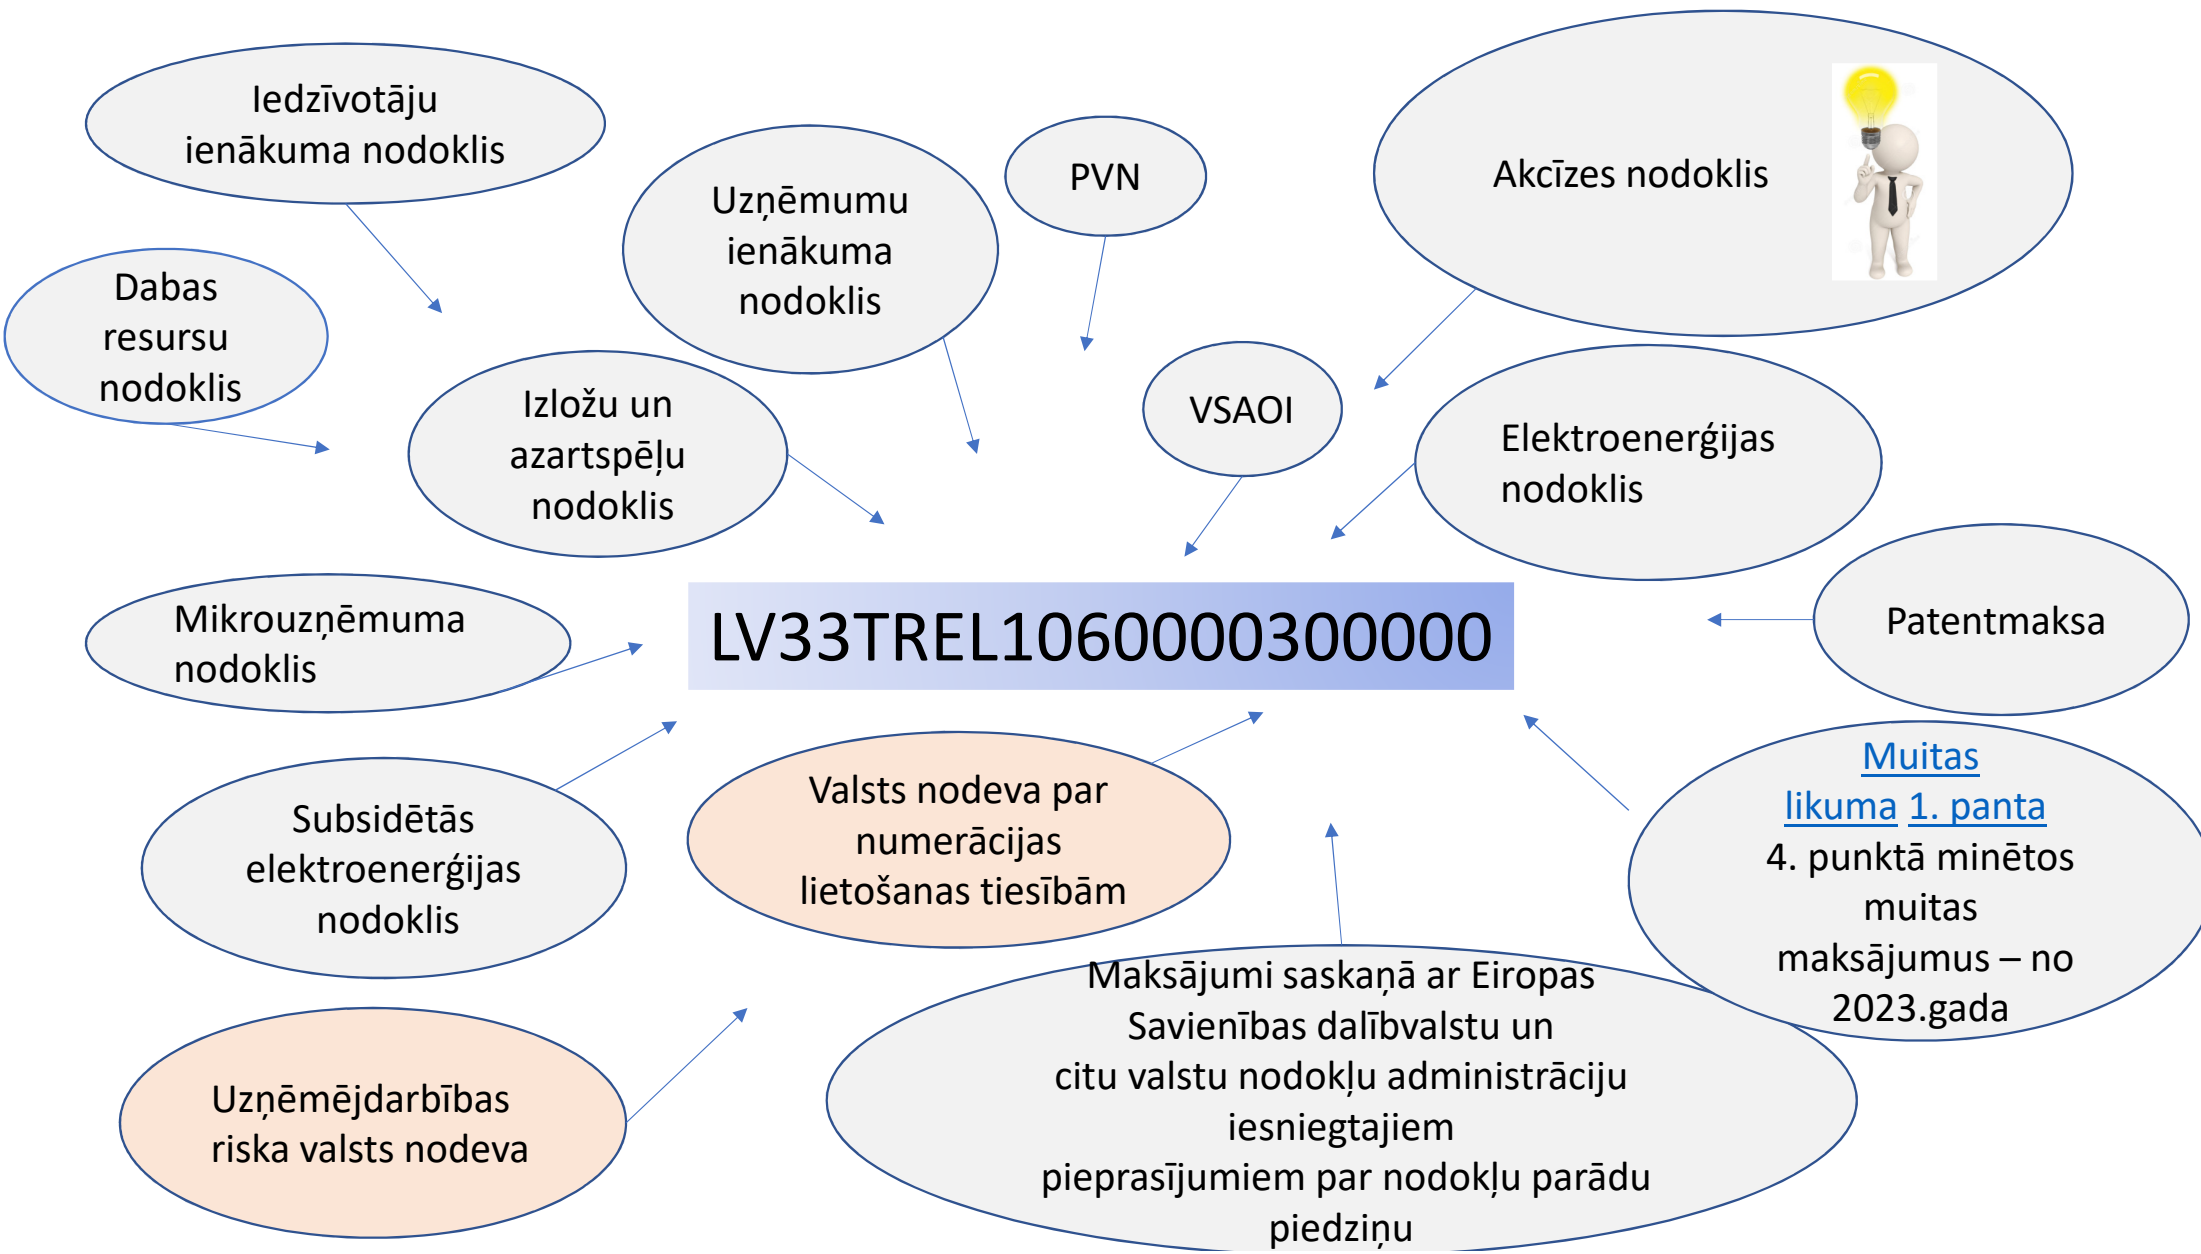 Iedzīvotāju
ienākuma nodoklis
Uzņēmumu
ienākuma
nodoklis
PVN
Akcīzes nodoklis
Dabas
resursu
nodoklis
Izložu un
azartspēļu
nodoklis
VSAOI
Elektroenerģijas
nodoklis
Mikrouzņēmuma
nodoklis
LV33TREL1060000300000
Patentmaksa
Subsidētās
elektroenerģijas
nodoklis
Valsts nodeva par
numerācijas
lietošanas tiesībām
Muitas
likuma 1. panta
4. punktā minētos
muitas
maksājumus – no
2023.gada
Uzņēmējdarbības
riska valsts nodeva
Maksājumi saskaņā ar Eiropas
Savienības dalībvalstu un
citu valstu nodokļu administrāciju
iesniegtajiem
pieprasījumiem par nodokļu parādu
piedziņu